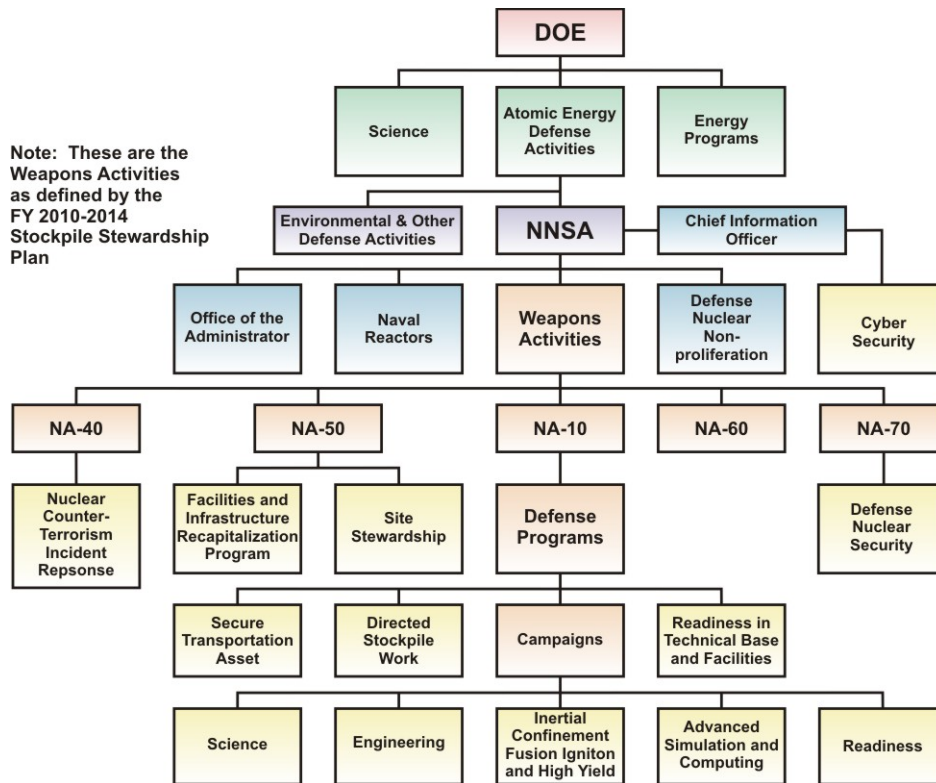 DOE
Science
Atomic Energy
Defense
Activities
Energy
Programs
Note: These are the
Weapons Activities
as defined by the
FY 2010-2014
Stockpile Stewardship
Plan
Environmental & Other
Defense Activities
NNSA
Chief Information
Officer
Office of the
Administrator
Naval
Reactors
Weapons
Activities
Defense
Nuclear
Non-
proliferation
Cyber
Security
NA-40
NA-50
NA-10
NA-60
NA-70
Nuclear
Counter-
Terrorism
Incident
Repsonse
Facilities and
Infrastructure
Recapitalization
Program
Site
Stewardship
Defense
Programs
Defense
Nuclear
Security
Secure
Transportation
Asset
Directed
Stockpile
Work
Campaigns
Readiness in
Technical Base
and Facilities
Science
Engineering
Inertial
Confinement
Fusion Igniton
and High Yield
Advanced
Simulation and
Computing
Readiness